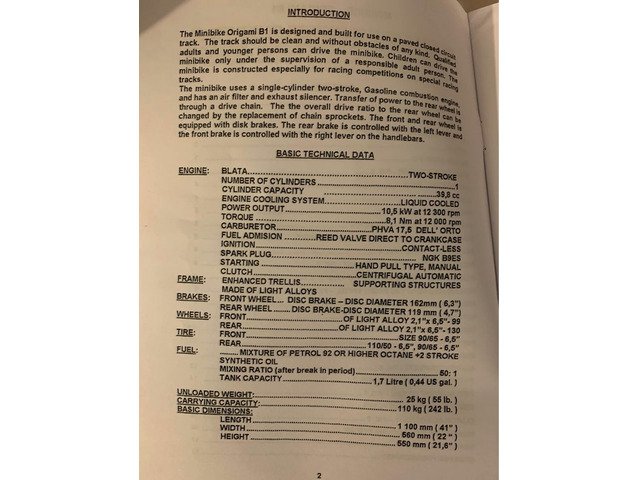 INTRODUCTION
The Minibike Origami B1 is designed and built for use on a paved closed circuit
track. The track should be clean and without obstacles of any kind. Qualified
adults and younger persons can drive the minibike. Children can drive the
minibike only under the supervision of a responsible adult person. The
minibike is constructed especially for racing competitions on special racing
tracks.
The minibike uses a single-cylinder two-stroke, Gasoline combustion engine,
and has an air filter and exhaust silencer. Transfer of power to the rear wheel is
through a drive chain. The the overall drive ratio to the rear wheel can be
changed by the replacement of chain sprockets. The front and rear wheel is
equipped with disk brakes. The rear brake is controlled with the left lever and
the front brake is controlled with the right lever on the handlebars.
BASIC TECHNICAL DATA
ENGINE: BLATA...TWO-STROKE
NUMBER OF CYLINDERS...1
CYLINDER CAPACITY ...39,8 cc
ENGINE COOLING SYSTEM...LIQUID COOLED
POWER OUTPUT...10,5 kW at 12 300 rpm
TORQUE ...8,1 Nm at 12 000 rpm
CARBURETOR...PHVA 17,5 DELL' ORTO
FUEL ADMISION ...REED VALVE DIRECT TO CRANKCASE
IGNITION...CONTACT-LESS
SPARK PLUG...NGK B9ES
STARTING...HAND PULL TYPE, MANUAL
CLUTCH...CENTRIFUGAL AUTOMATIC
FRAME: ENHANCED TRELLIS... SUPPORTING STRUCTURES
MADE OF LIGHT ALLOYS
BRAKES: FRONT WHEEL... DISC BRAKE – DISC DIAMETER 162mm ( 6,3")
REAR WHEEL... DISC BRAKE-DISC DIAMETER 119 mm ( 4,7")
WHEELS: FRONT...OF LIGHT ALLOY 2,1"x 6,5"- 99
REAR...OF LIGHT ALLOY 2,1"x 6,5"- 130
TIRE: FRONT...SIZE 90/65 - 6,5"
REAR...110/50 - 6,5", 90/65 - 6,5"
FUEL: ... MIXTURE OF PETROL 92 OR HIGHER OCTANE +2 STROKE
SYNTHETIC OIL
MIXING RATIO (after break in period)...50: 1
TANK CAPACITY...1,7 Litre ( 0,44 US gal. )
UNLOADED WEIGHT:...25 kg ( 55 lb. )
CARRYING CAPACITY:...110 kg ( 242 lb. )
BASIC DIMENSIONS:
LENGTH...1 100 mm ( 41" )
WIDTH...560 mm ( 22 " )
HEIGHT...550 mm ( 21,6" )
2